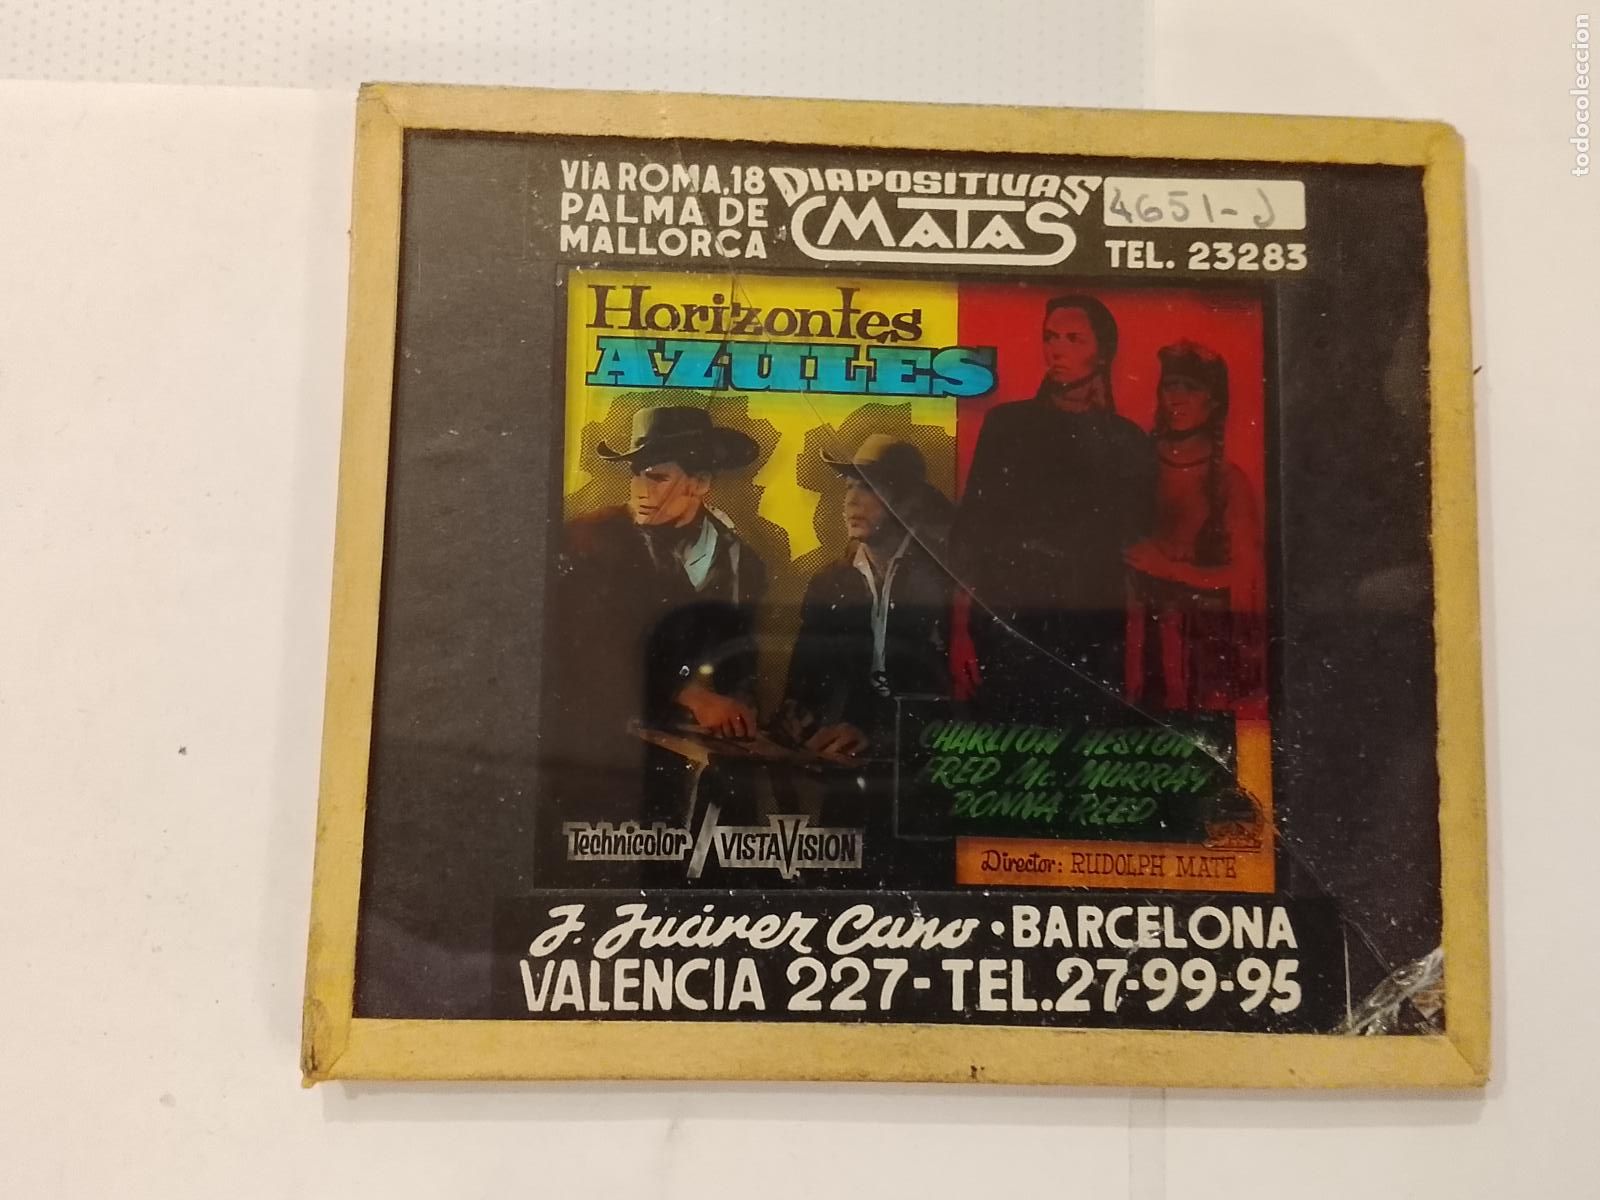 VIA ROMA, 18
PALMA DE
MALLORCA
DIAPOSITIVAS
MATAS
4651-J
TEL. 23283
Horizontes
AZULES
CHARLTON HESTON
FRED Mc. MURRAY
DONNA REED
Technicolor VISTAVISION
Director: RUDOLPH MATE
J. Juárez Cano · BARCELONA
VALENCIA 227-TEL.27-99-95
todocoleccion